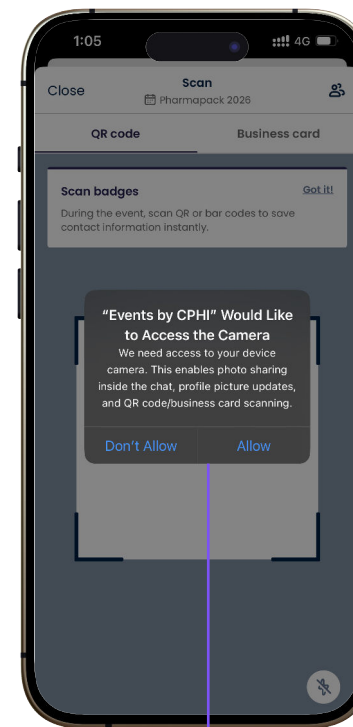 1:05
4G
Close
Scan
Pharmapack 2026
QR code
Business card
Scan badges
Got it!
During the event, scan QR or bar codes to save
contact information instantly.
“Events by CPHI” Would Like
to Access the Camera
We need access to your device
camera. This enables photo sharing
inside the chat, profile picture updates,
and QR code/business card scanning.
Don’t Allow
Allow